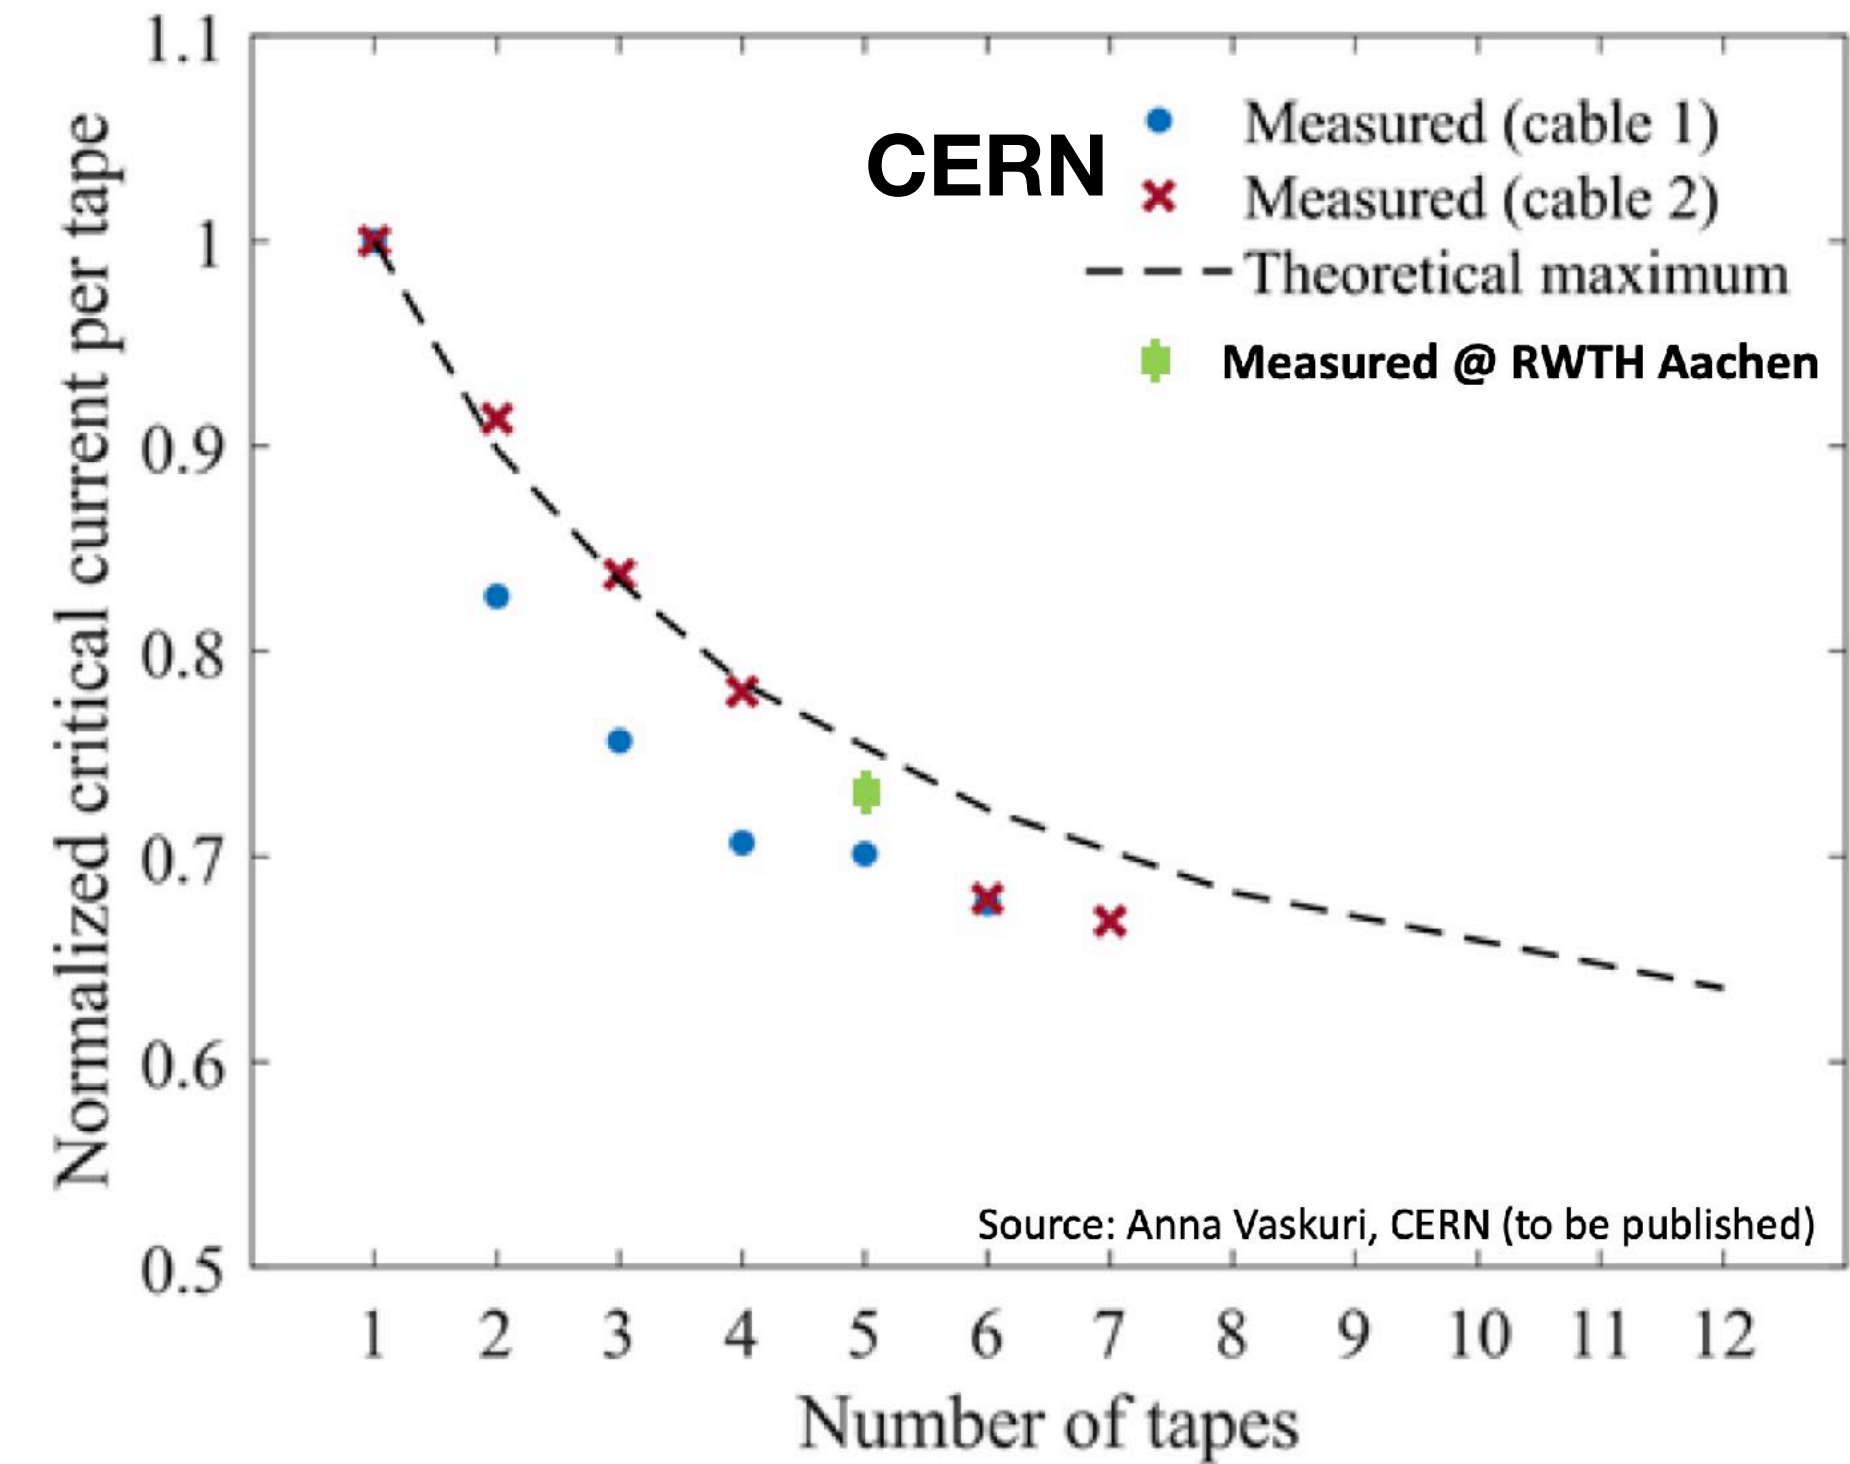 1.1
1
0.9
0.8
0.7
0.6
0.5
Normalized critical current per tape
CERN
Measured (cable 1)
Measured (cable 2)
Theoretical maximum
Measured @ RWTH Aachen
Source: Anna Vaskuri, CERN (to be published)
1 2 3 4 5 6 7 8 9 10 11 12
Number of tapes